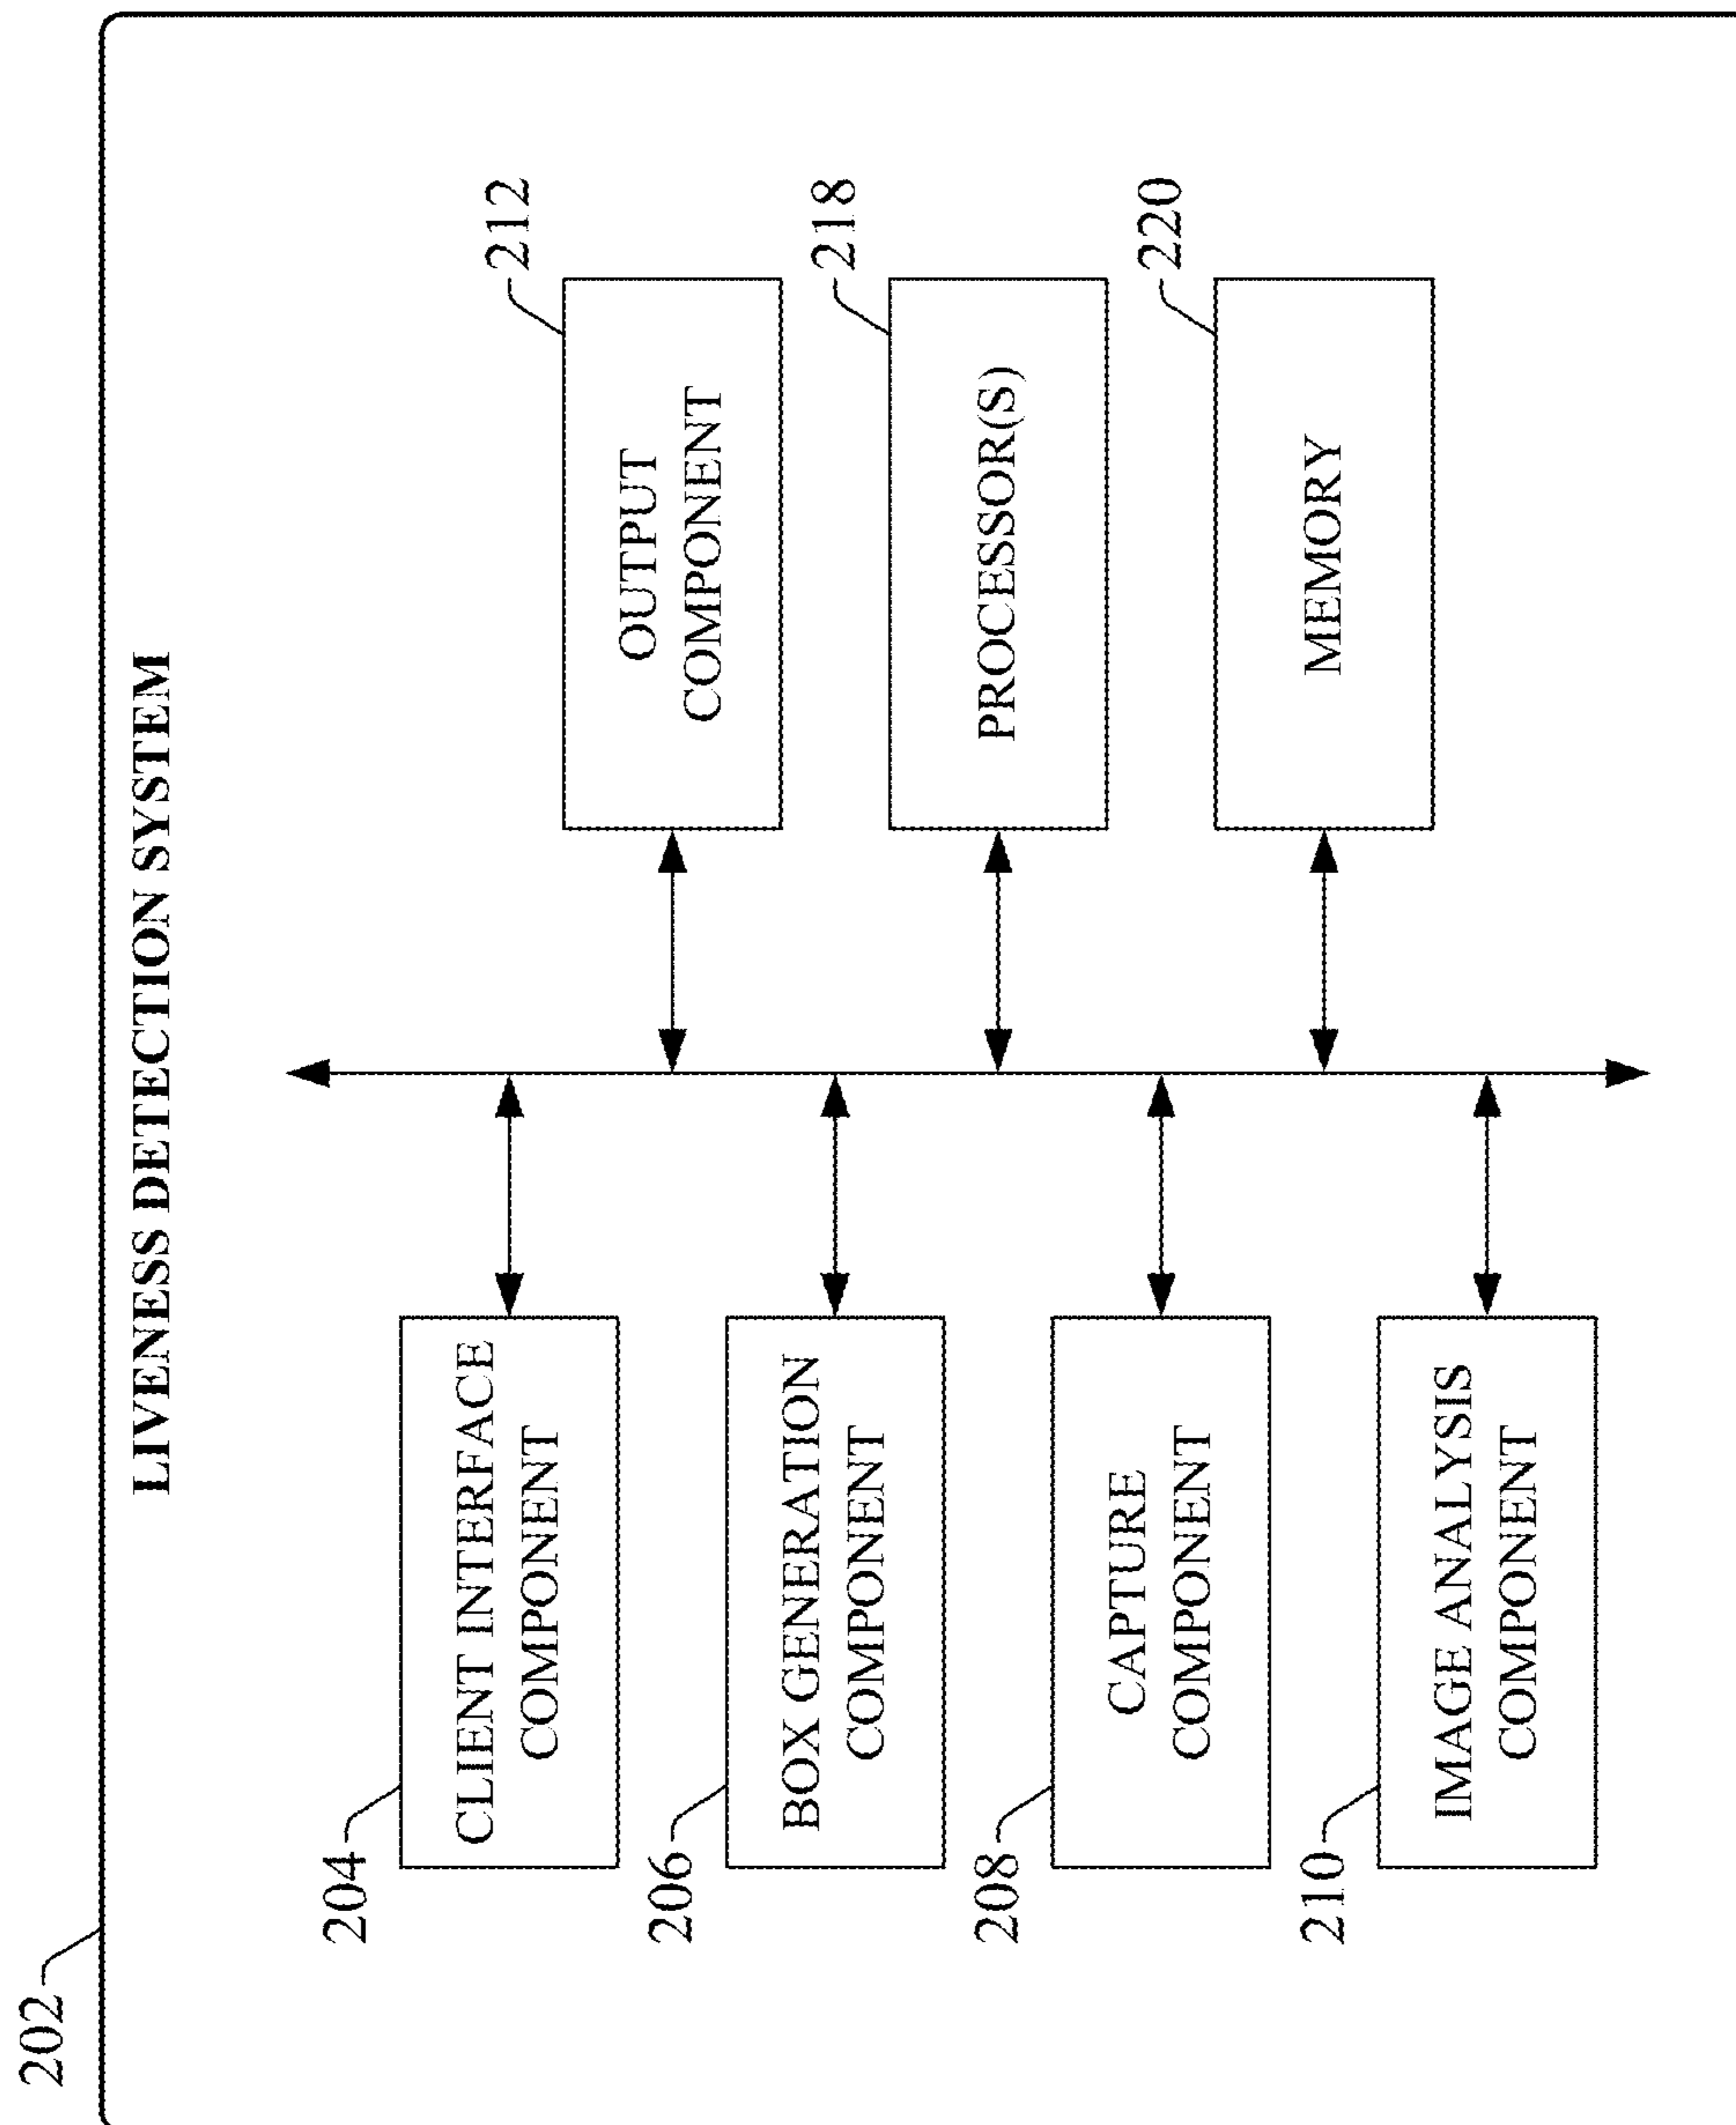 202
LIVENESS DETECTION SYSTEM
204
CLIENT INTERFACE
COMPONENT
206
BOX GENERATION
COMPONENT
208
CAPTURE
COMPONENT
210
IMAGE ANALYSIS
COMPONENT
212
OUTPUT
COMPONENT
218
PROCESSOR(S)
220
MEMORY